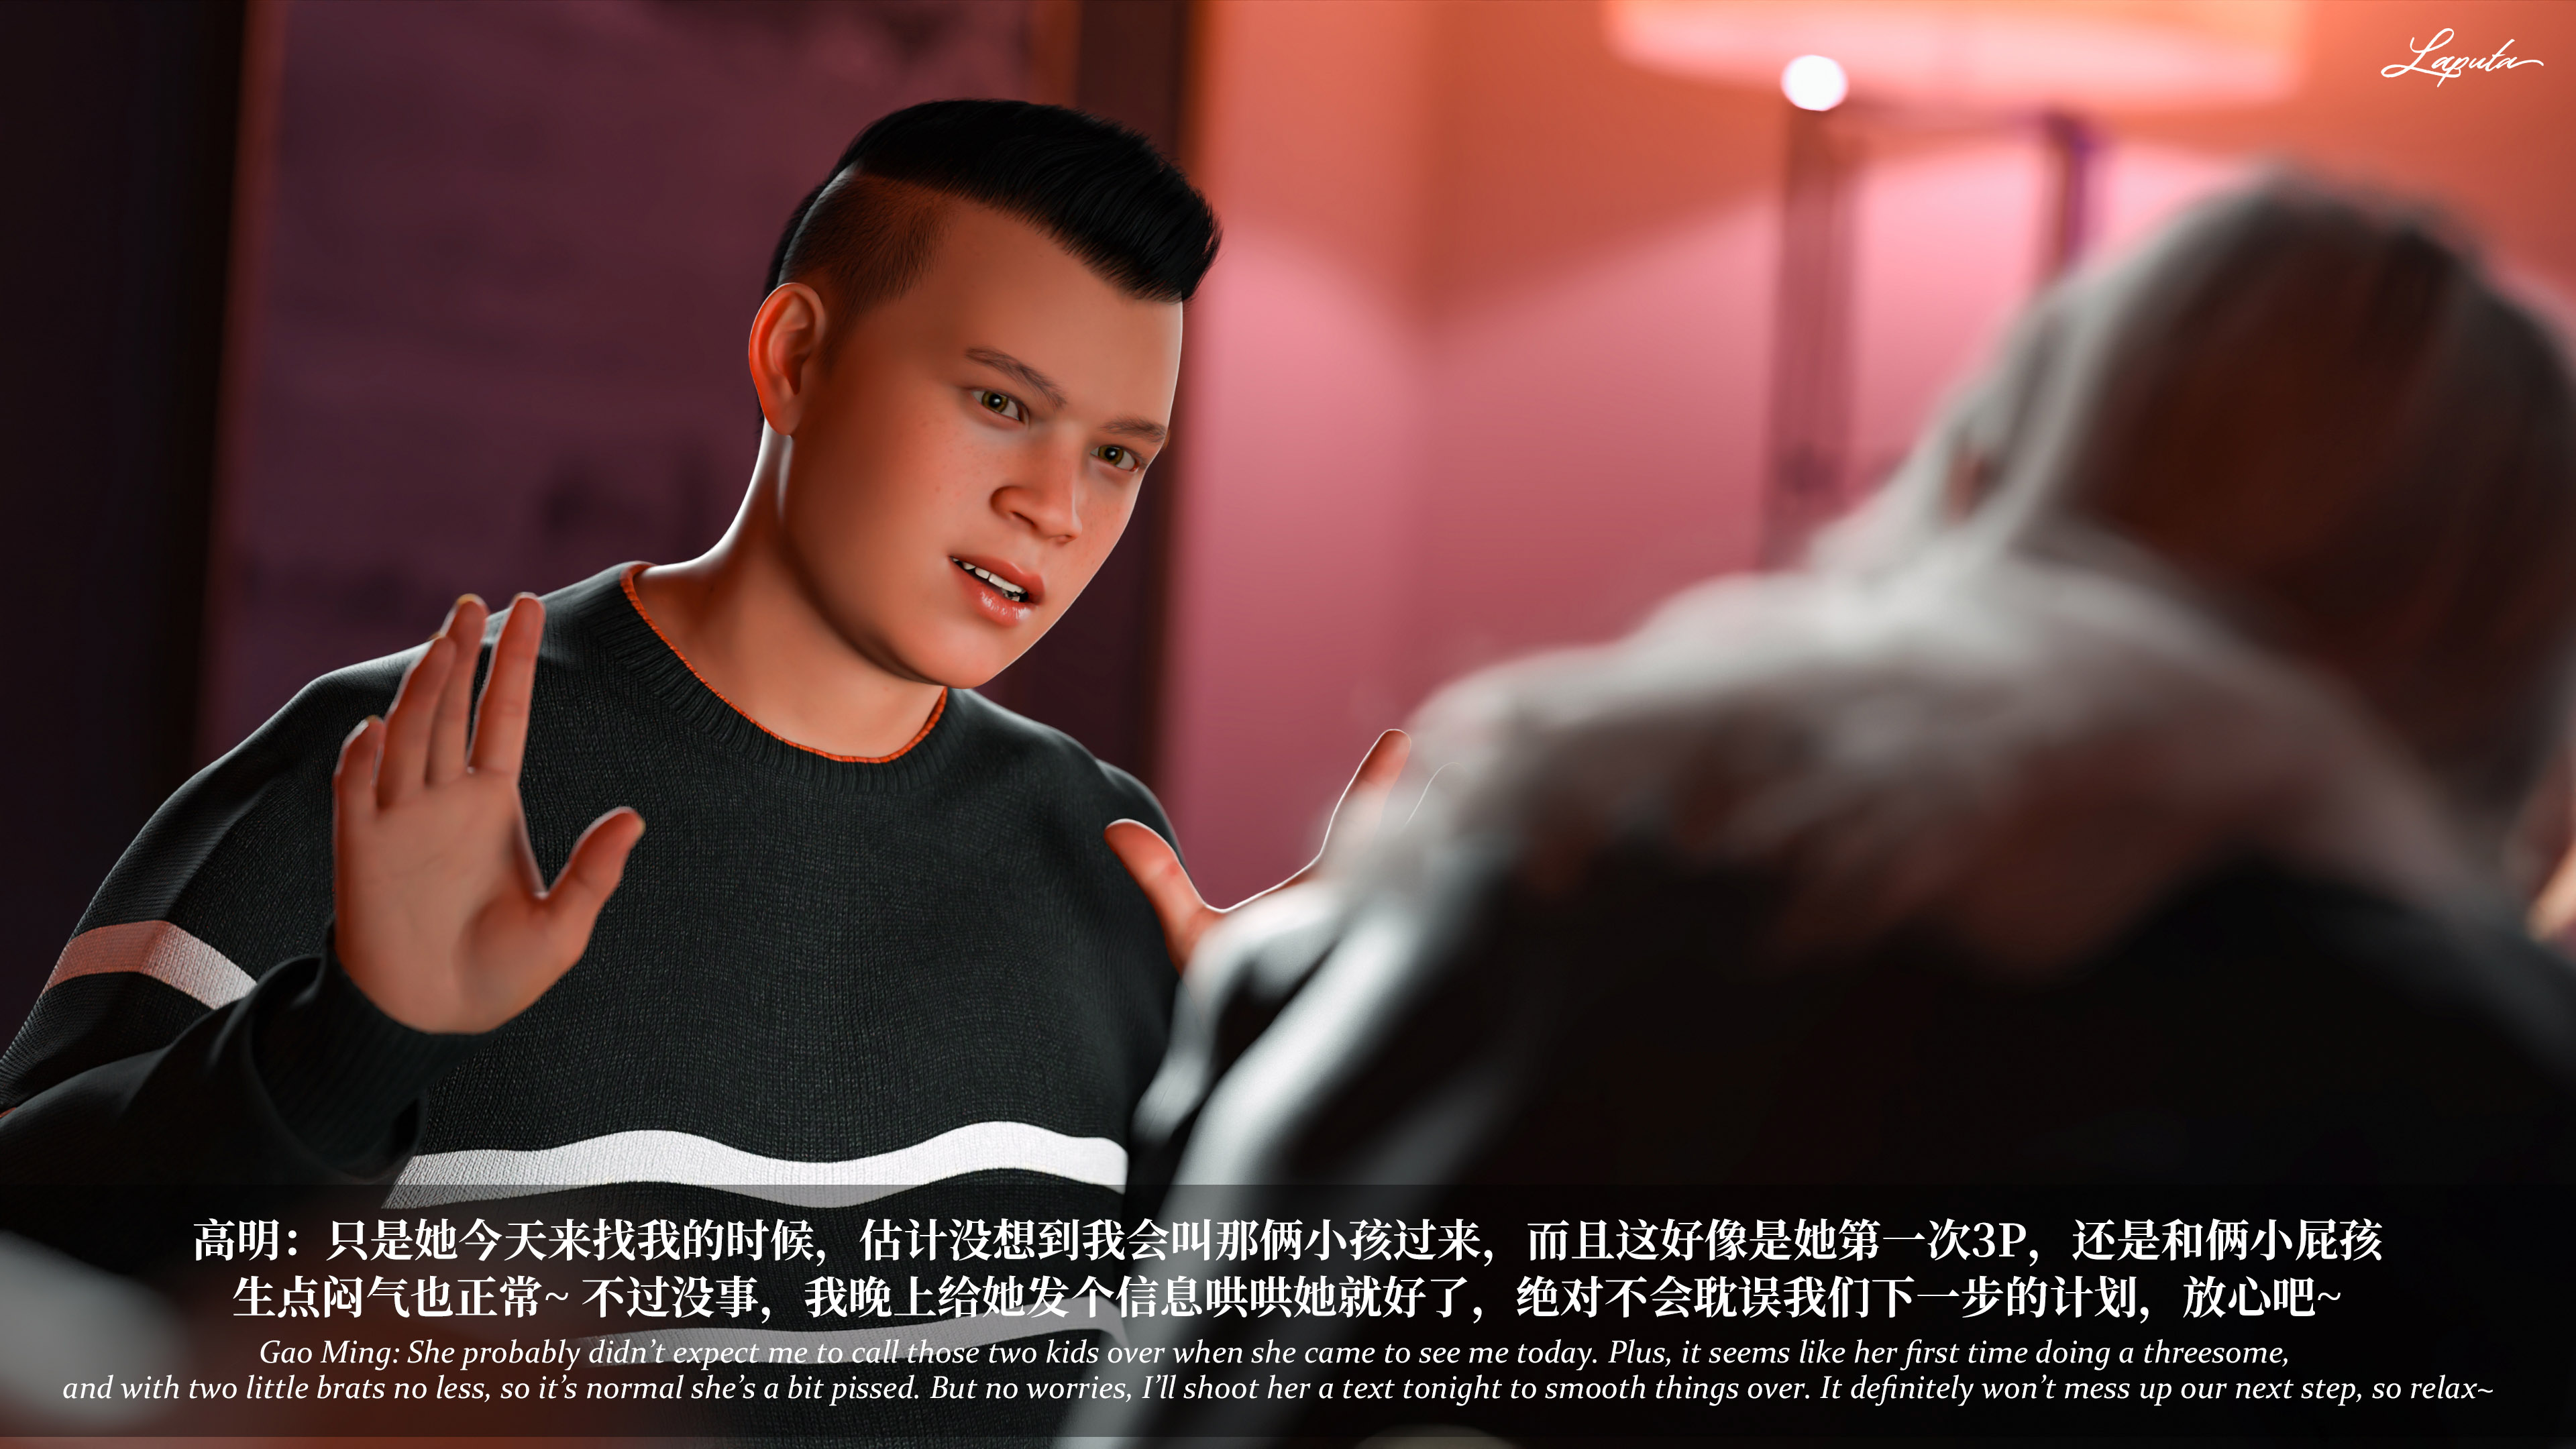 Laputa
高明：只是她今天来找我的时候，估计没想到我会叫那俩小孩过来，而且这好像是她第一次3P，还是和俩小屁孩
生点闷气也正常~ 不过没事，我晚上给她发个信息哄哄她就好了，绝对不会耽误我们下一步的计划，放心吧~
Gao Ming: She probably didn’t expect me to call those two kids over when she came to see me today. Plus, it seems like her first time doing a threesome,
and with two little brats no less, so it’s normal she’s a bit pissed. But no worries, I’ll shoot her a text tonight to smooth things over. It definitely won’t mess up our next step, so relax~